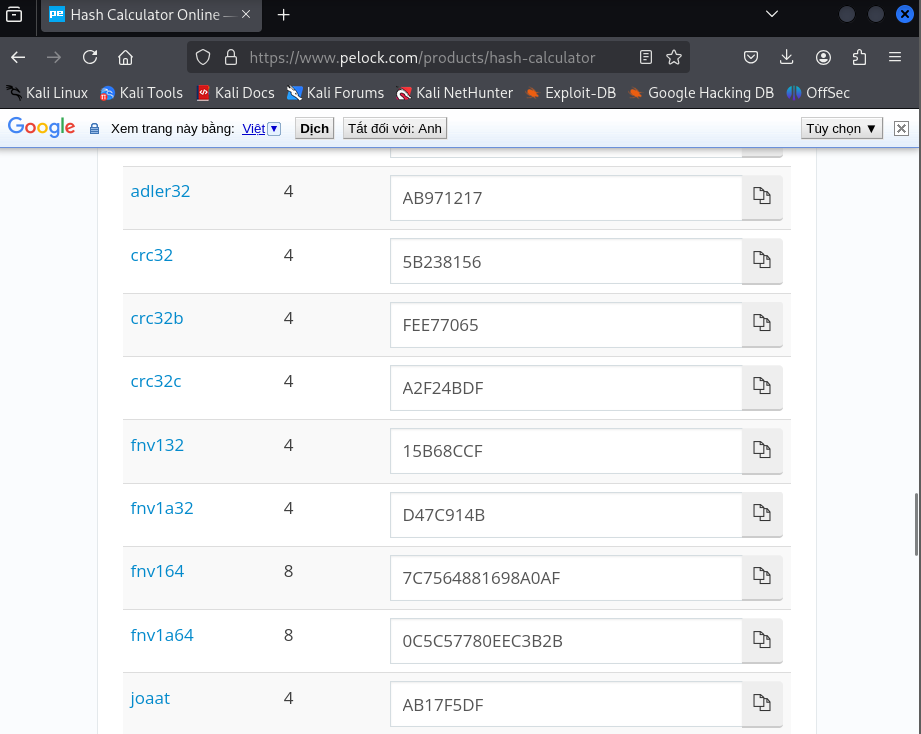 pe Hash Calculator Online —
https://www.pelock.com/products/hash-calculator
Kali Linux Kali Tools Kali Docs Kali Forums Kali NetHunter Exploit-DB Google Hacking DB OffSec
Google Xem trang này bằng: Việt Dịch Tắt đối với: Anh Tùy chọn ▼
adler32 4 AB971217
crc32 4 5B238156
crc32b 4 FEE77065
crc32c 4 A2F24BDF
fnv132 4 15B68CCF
fnv1a32 4 D47C914B
fnv164 8 7C7564881698A0AF
fnv1a64 8 0C5C57780EEC3B2B
joaat 4 AB17F5DF